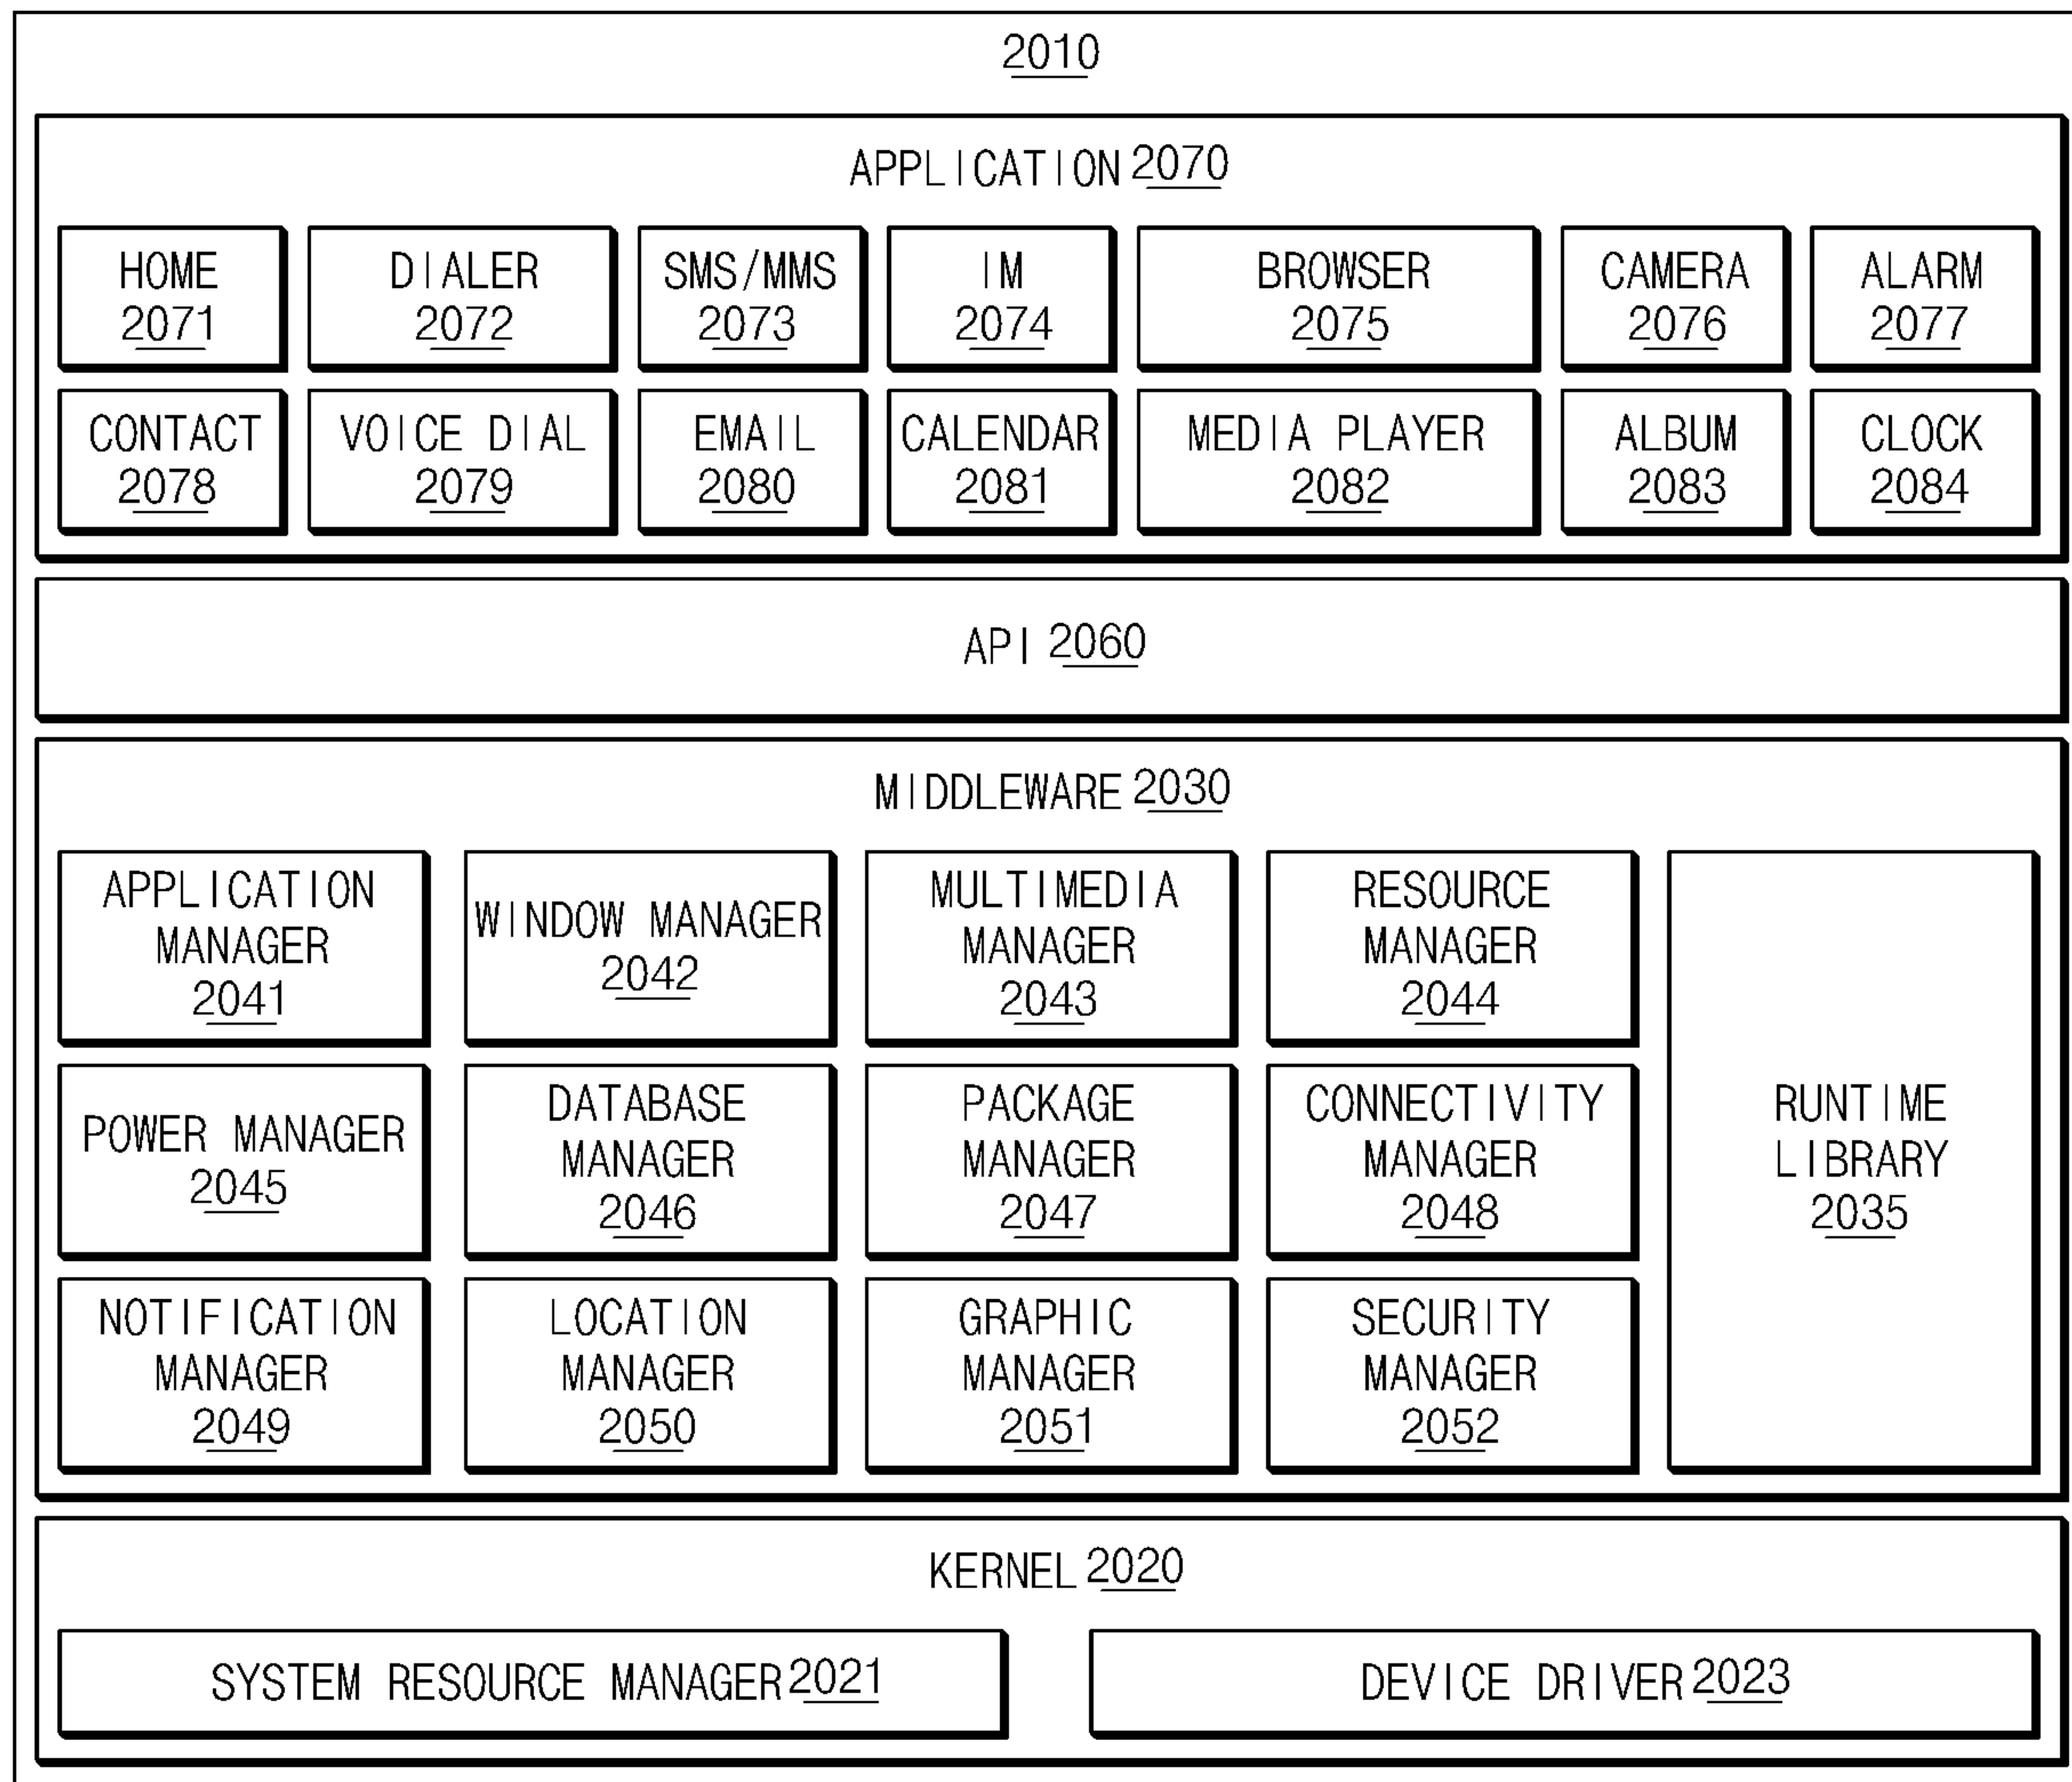 2010
APPLICATION 2070
HOME
2071
DIALER
2072
SMS/MMS
2073
IM
2074
BROWSER
2075
CAMERA
2076
ALARM
2077
CONTACT
2078
VOICE DIAL
2079
EMAIL
2080
CALENDAR
2081
MEDIA PLAYER
2082
ALBUM
2083
CLOCK
2084
API 2060
MIDDLEWARE 2030
APPLICATION
MANAGER
2041
WINDOW MANAGER
2042
MULTIMEDIA
MANAGER
2043
RESOURCE
MANAGER
2044
POWER MANAGER
2045
DATABASE
MANAGER
2046
PACKAGE
MANAGER
2047
CONNECTIVITY
MANAGER
2048
RUNTIME
LIBRARY
2035
NOTIFICATION
MANAGER
2049
LOCATION
MANAGER
2050
GRAPHIC
MANAGER
2051
SECURITY
MANAGER
2052
KERNEL 2020
SYSTEM RESOURCE MANAGER 2021
DEVICE DRIVER 2023